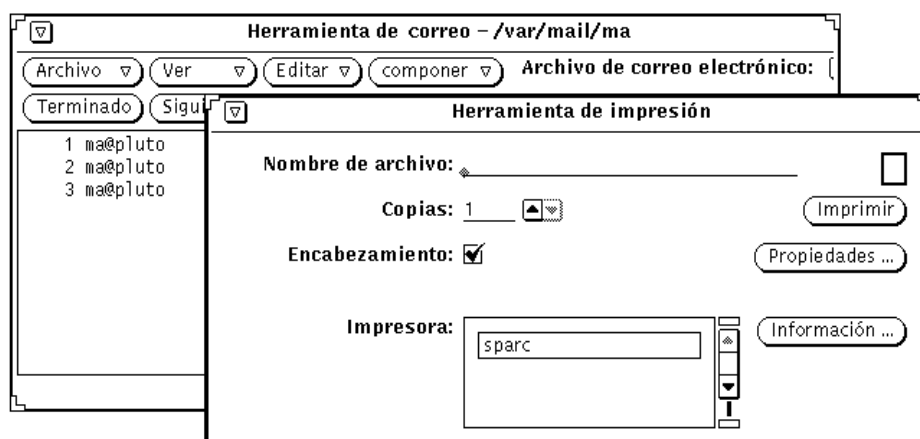 Herramienta de correo – /var/mail/ma
Archivo Ver Editar componer Archivo de correo electrónico:
Terminado
1 ma@pluto
2 ma@pluto
3 ma@pluto
Herramienta de impresión
Nombre de archivo:
Copias: 1
Imprimir
Encabezamiento:
Propiedades ...
Impresora:
sparc
Información ...